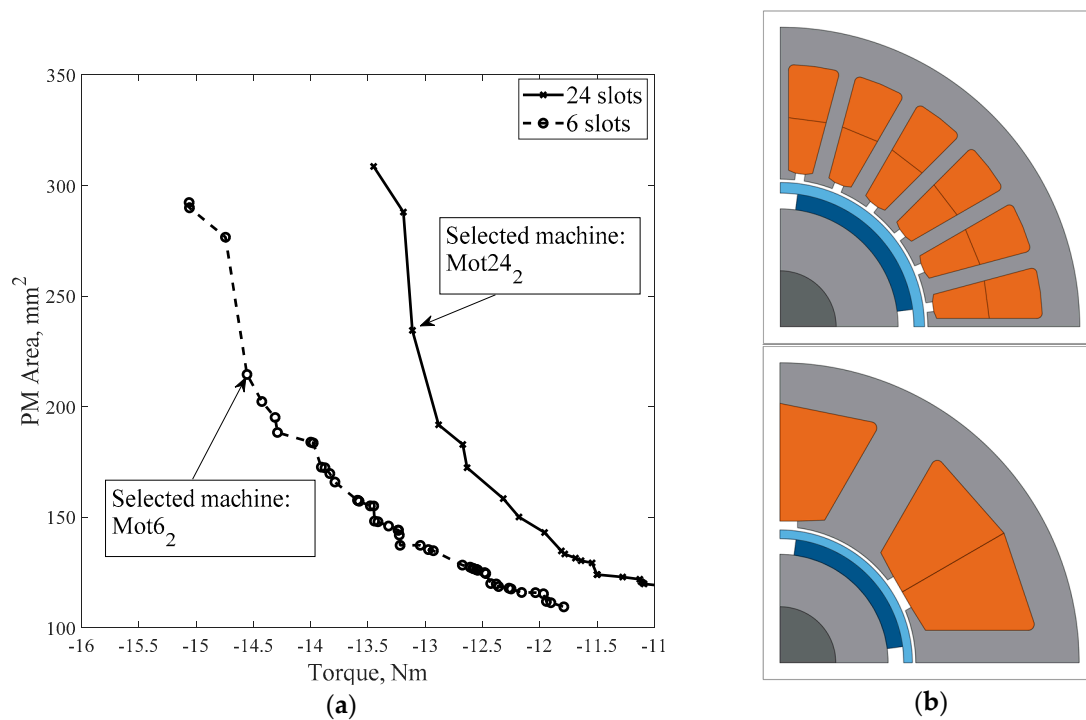 350
300
250
200
150
100
PM Area, mm²
-16
-15.5
-15
-14.5
-14
-13.5
-13
-12.5
-12
-11.5
-11
Torque, Nm
24 slots
6 slots
Selected machine:
Mot24₂
Selected machine:
Mot6₂
(a)
(b)